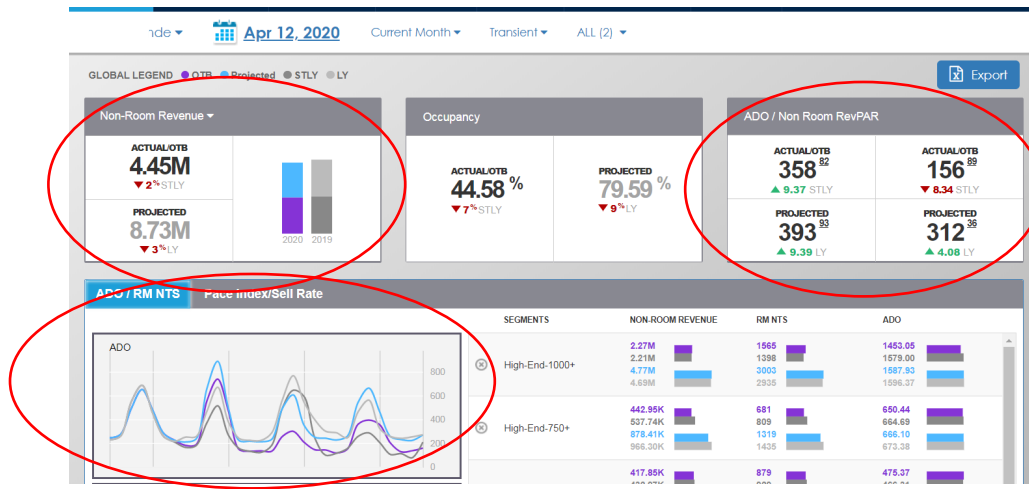 nde Apr 12, 2020 Current Month Transient ALL (2)
GLOBAL LEGEND OTB Projected STLY LY
Export
Non-Room Revenue
ACTUAL/OTB
4.45M
2% STLY
PROJECTED
8.73M
3% LY
2020 2019
Occupancy
ACTUAL/OTB
44.58 %
7% STLY
PROJECTED
79.59 %
9% LY
ADO / Non Room RevPAR
ACTUAL/OTB
358 82
9.37 STLY
ACTUAL/OTB
156 89
8.34 STLY
PROJECTED
393 93
9.39 LY
PROJECTED
312 36
4.08 LY
ADO / RM NTS Pace Index/Sell Rate
ADO
800
600
400
200
0
SEGMENTS NON-ROOM REVENUE RM NTS ADO
High-End-1000+
2.27M 1565 1453.05
2.21M 1398 1579.00
4.77M 3003 1587.93
4.69M 2935 1596.37
High-End-750+
442.95K 681 650.44
537.74K 809 664.69
878.41K 1319 666.10
966.30K 1435 673.38
417.85K 879 475.37